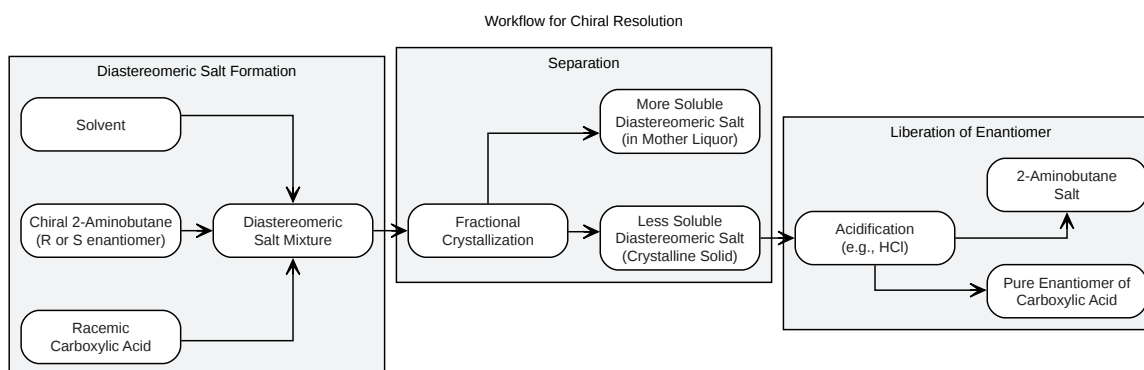 Workflow for Chiral Resolution
Diastereomeric Salt Formation
Solvent
Chiral 2-Aminobutane
(R or S enantiomer)
Diastereomeric
Salt Mixture
Racemic
Carboxylic Acid
Separation
More Soluble
Diastereomeric Salt
(in Mother Liquor)
Fractional
Crystallization
Less Soluble
Diastereomeric Salt
(Crystalline Solid)
Liberation of Enantiomer
2-Aminobutane
Salt
Acidification
(e.g., HCl)
Pure Enantiomer of
Carboxylic Acid